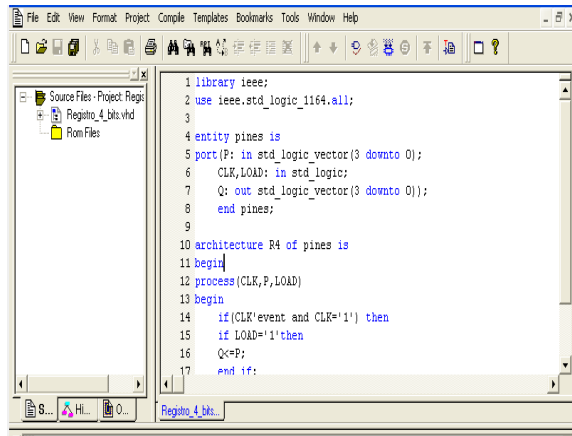 File Edit View Format Project Compile Templates Bookmarks Tools Window Help
Source Files - Project: Regis
Registro_4_bits.vhd
Rom Files
1 library ieee;
2 use ieee.std_logic_1164.all;
3
4 entity pines is
5 port(P: in std_logic_vector(3 downto 0);
6 CLK,LOAD: in std_logic;
7 Q: out std_logic_vector(3 downto 0));
8 end pines;
9
10 architecture R4 of pines is
11 begin
12 process(CLK,P,LOAD)
13 begin
14 if(CLK'event and CLK='1') then
15 if LOAD='1'then
16 Q<=P;
17 end if;
S... Hi... O...
Registro_4_bits...